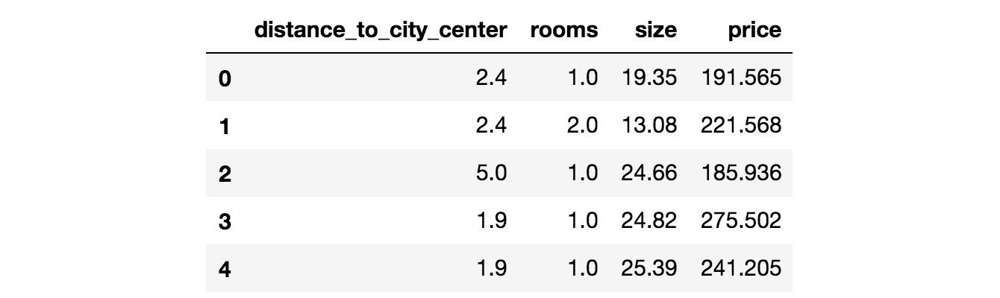 distance_to_city_center rooms size price
0 2.4 1.0 19.35 191.565
1 2.4 2.0 13.08 221.568
2 5.0 1.0 24.66 185.936
3 1.9 1.0 24.82 275.502
4 1.9 1.0 25.39 241.205